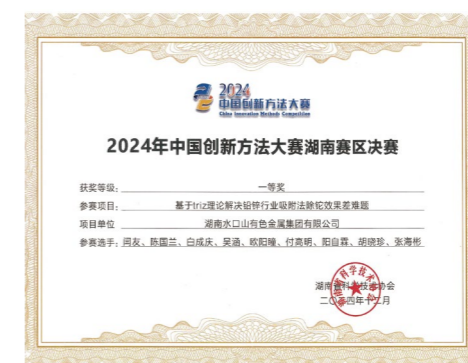 2024
中国创新方法大赛
China Innovation Methods Competition
2024年中国创新方法大赛湖南赛区决赛
获奖等级: 一等奖
参赛项目: 基于triz理论解决铅锌行业吸附法除铊效果差难题
项目单位 湖南水口山有色金属集团有限公司
参赛选手: 闫友、陈国兰、白成庆、吴涵、欧阳曈、付高明、阳自霖、胡晓珍、张海彬
湖南省科学技术协会
二〇二四年十二月